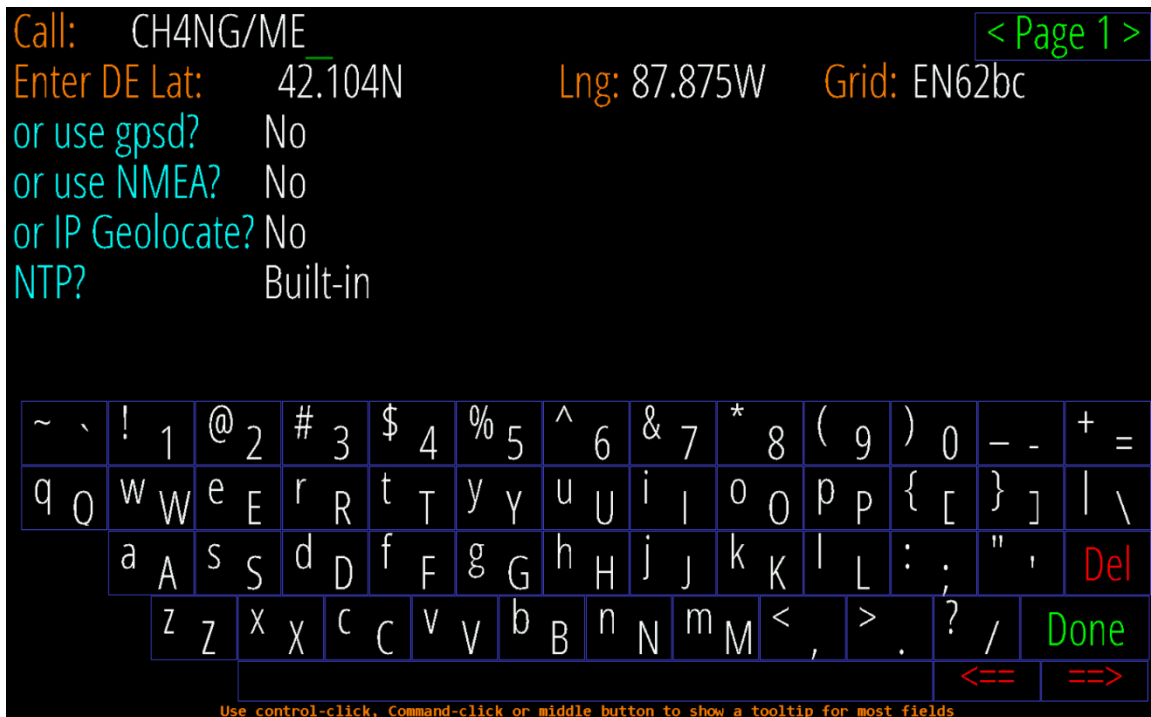 Call: CH4NG/ME < Page 1 >
Enter DE Lat: 42.104N Lng: 87.875W Grid: EN62bc
or use gpsd? No
or use NMEA? No
or IP Geolocate? No
NTP? Built-in
~ ` ! 1 @ 2 # 3 $ 4 % 5 ^ 6 & 7 * 8 ( 9 ) 0 _ - + =
q Q w W e E r R t T y Y u U i I o O p P { [ } ] | \
a A s S d D f F g G h H j J k K l L : ; " ' Del
z Z x X c C v V b B n N m M < , > . ? / Done
<== ==>
Use control-click, Command-click or middle button to show a tooltip for most fields